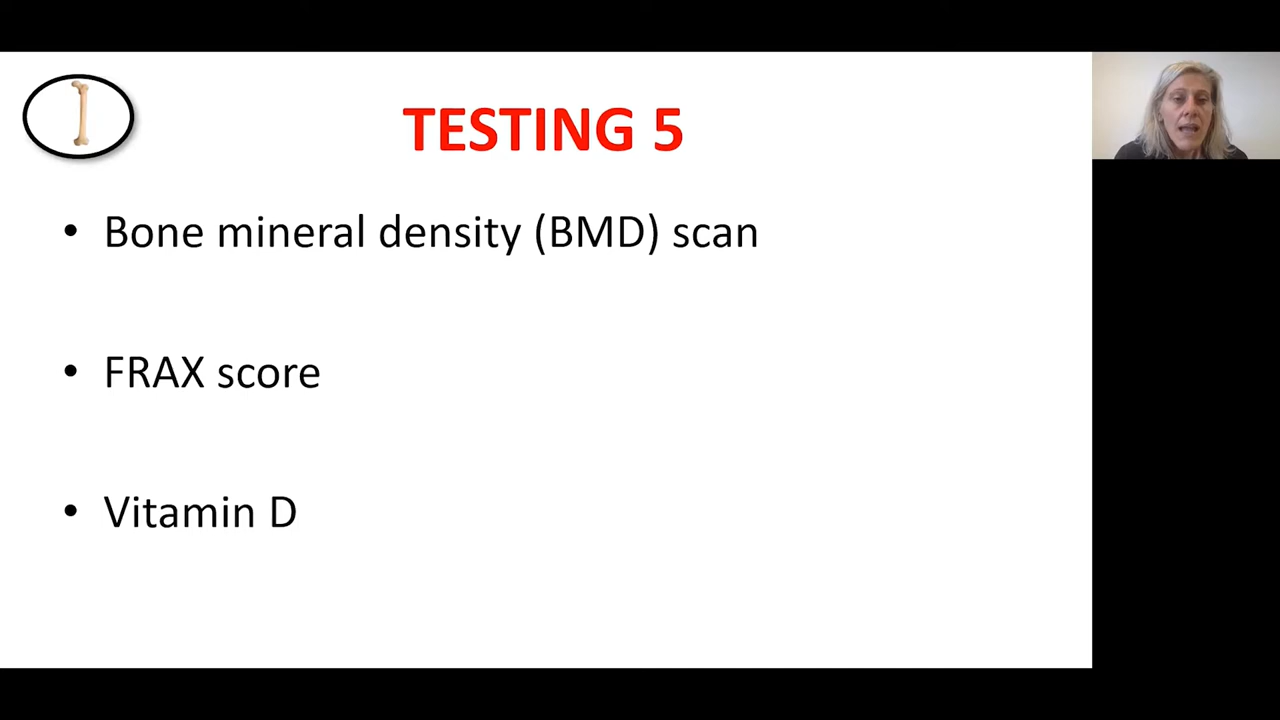 TESTING 5
• Bone mineral density (BMD) scan
• FRAX score
• Vitamin D